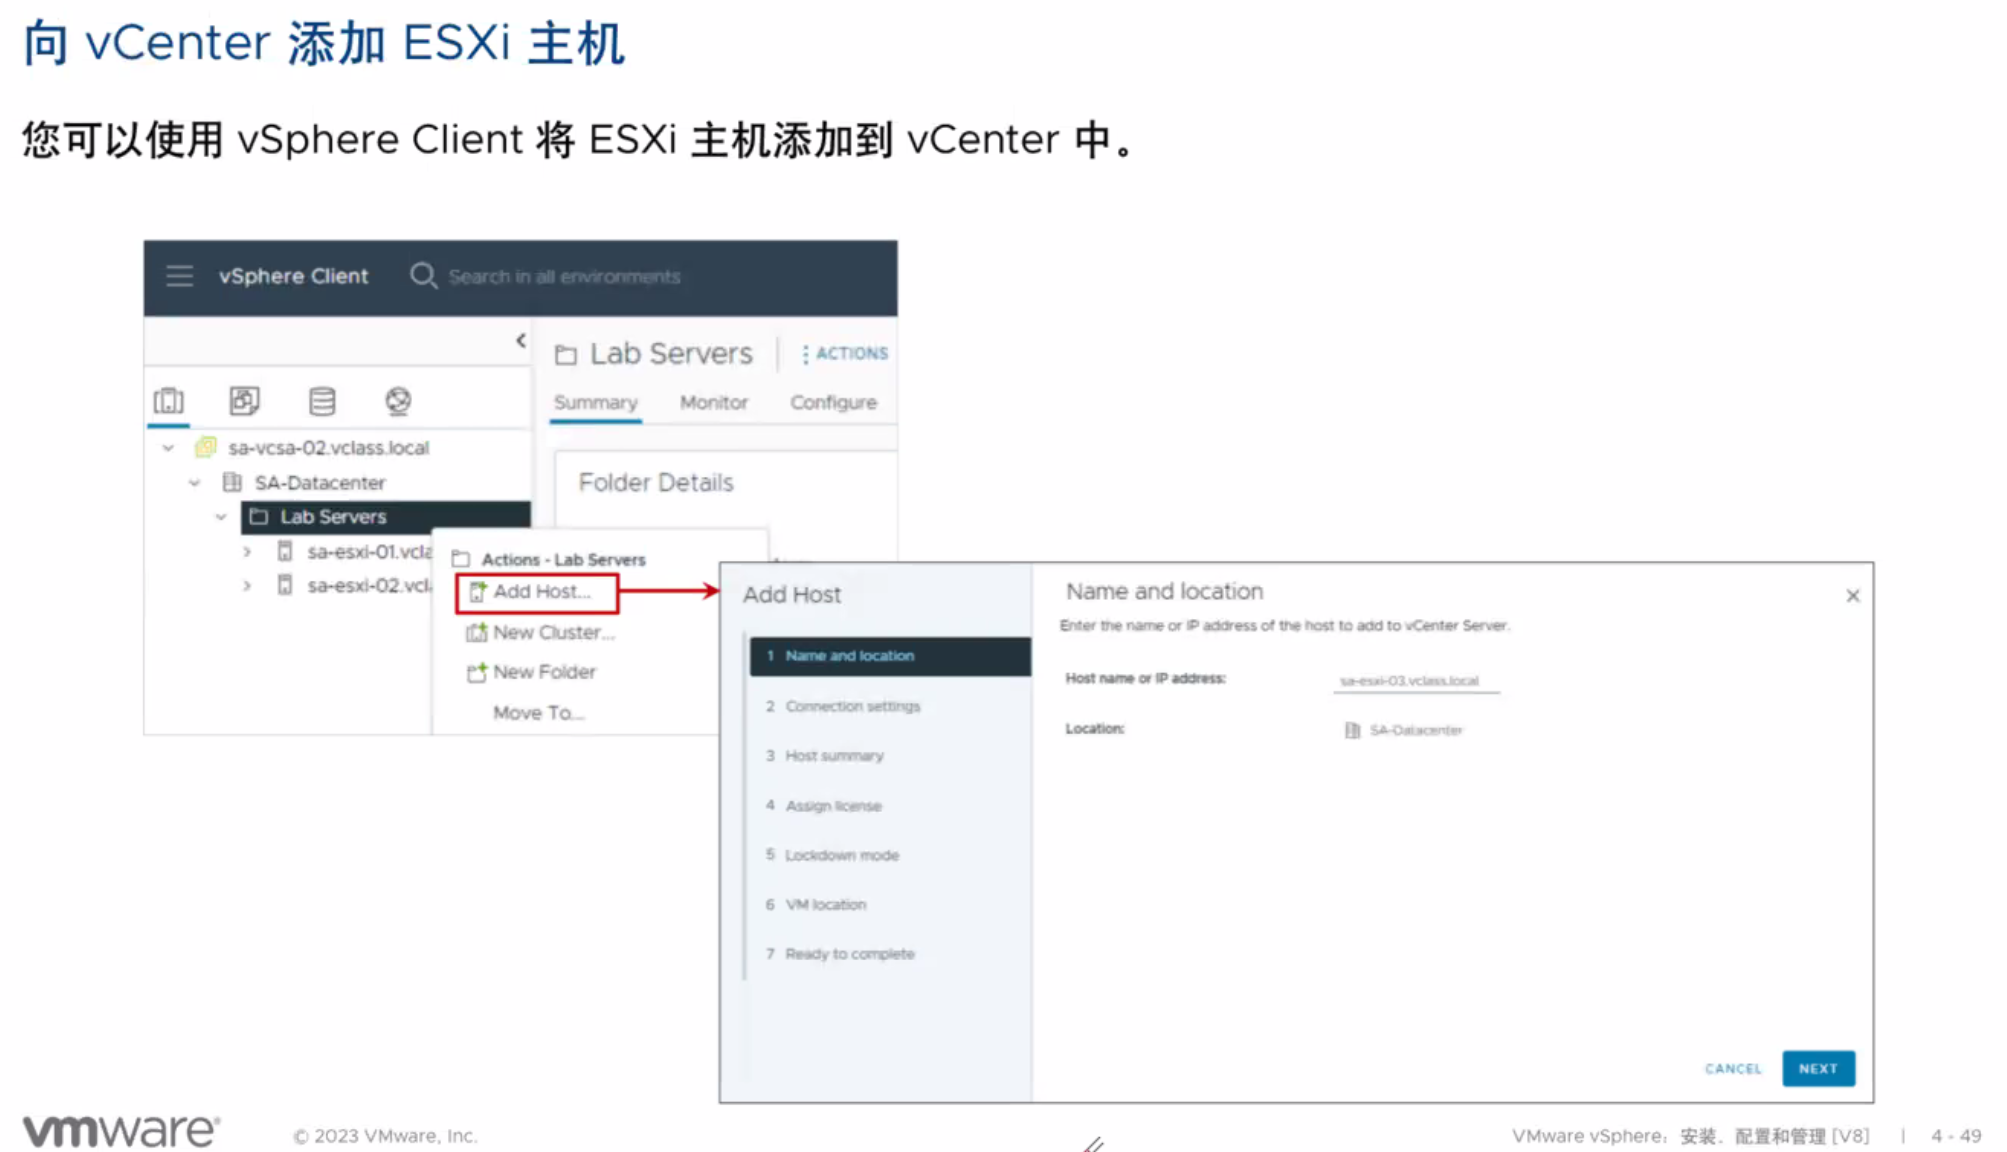 向 vCenter 添加 ESXi 主机
您可以使用 vSphere Client 将 ESXi 主机添加到 vCenter 中。
vSphere Client
Search in all environments
Lab Servers
ACTIONS
Summary Monitor Configure
sa-vcsa-02.vclass.local
SA-Datacenter
Folder Details
Lab Servers
sa-esxi-01.vcla
sa-esxi-02.vcl
Actions - Lab Servers
Add Host...
New Cluster...
New Folder
Move To...
Add Host
1 Name and location
2 Connection settings
3 Host summary
4 Assign license
5 Lockdown mode
6 VM location
7 Ready to complete
Name and location
Enter the name or IP address of the host to add to vCenter Server.
Host name or IP address: sa-esxi-03.vclass.local
Location: SA-Datacenter
CANCEL NEXT
vmware®
© 2023 VMware, Inc.
VMware vSphere：安装、配置和管理 [V8] | 4 - 49